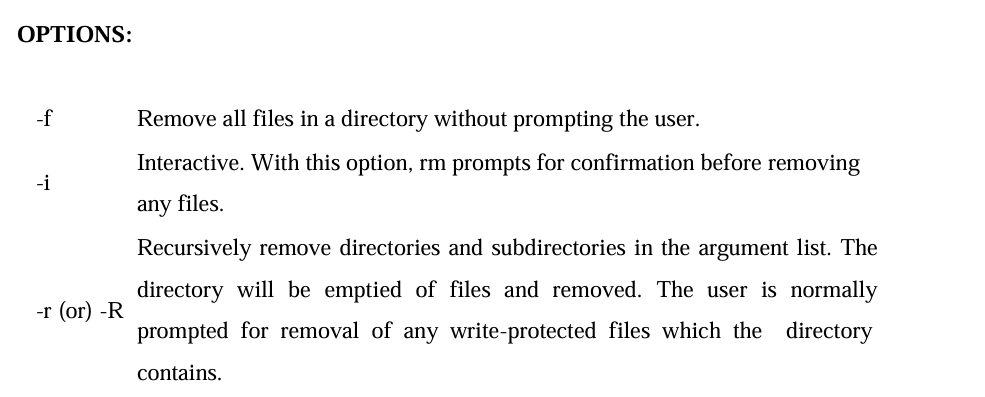 OPTIONS:
-f Remove all files in a directory without prompting the user.
-i Interactive. With this option, rm prompts for confirmation before removing
any files.
-r (or) -R Recursively remove directories and subdirectories in the argument list. The
directory will be emptied of files and removed. The user is normally
prompted for removal of any write-protected files which the directory
contains.